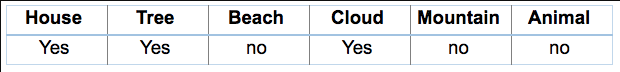 House Tree Beach Cloud Mountain Animal
Yes Yes no Yes no no